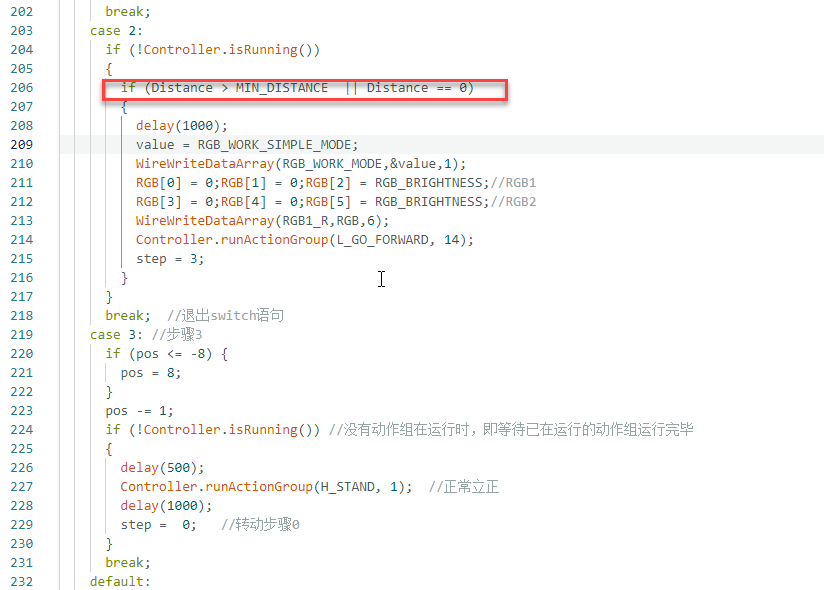 202 break;
203 case 2:
204 if (!Controller.isRunning())
205 {
206 if (Distance > MIN_DISTANCE  || Distance == 0)
207 {
208 delay(1000);
209 value = RGB_WORK_SIMPLE_MODE;
210 WireWriteDataArray(RGB_WORK_MODE,&value,1);
211 RGB[0] = 0;RGB[1] = 0;RGB[2] = RGB_BRIGHTNESS;//RGB1
212 RGB[3] = 0;RGB[4] = 0;RGB[5] = RGB_BRIGHTNESS;//RGB2
213 WireWriteDataArray(RGB1_R,RGB,6);
214 Controller.runActionGroup(L_GO_FORWARD, 14);
215 step = 3;
216 }
217 }
218 break;  //退出switch语句
219 case 3: //步骤3
220 if (pos <= -8) {
221 pos = 8;
222 }
223 pos -= 1;
224 if (!Controller.isRunning()) //没有动作组在运行时，即等待已在运行的动作组运行完毕
225 {
226 delay(500);
227 Controller.runActionGroup(H_STAND, 1);  //正常立正
228 delay(1000);
229 step =  0;   //转动步骤0
230 }
231 break;
232 default: